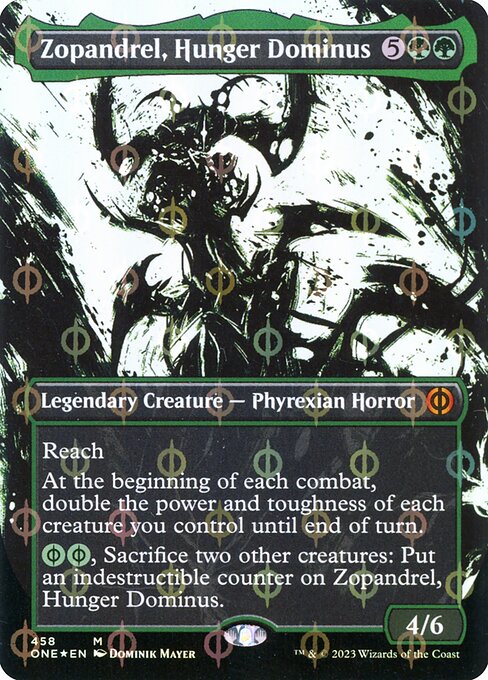 Zopandrel, Hunger Dominus 5
Legendary Creature — Phyrexian Horror
Reach
At the beginning of each combat,
double the power and toughness of each
creature you control until end of turn.
, Sacrifice two other creatures: Put
an indestructible counter on Zopandrel,
Hunger Dominus.
4/6
458 M
ONE★EN Dominik Mayer
™ & © 2023 Wizards of the Coast